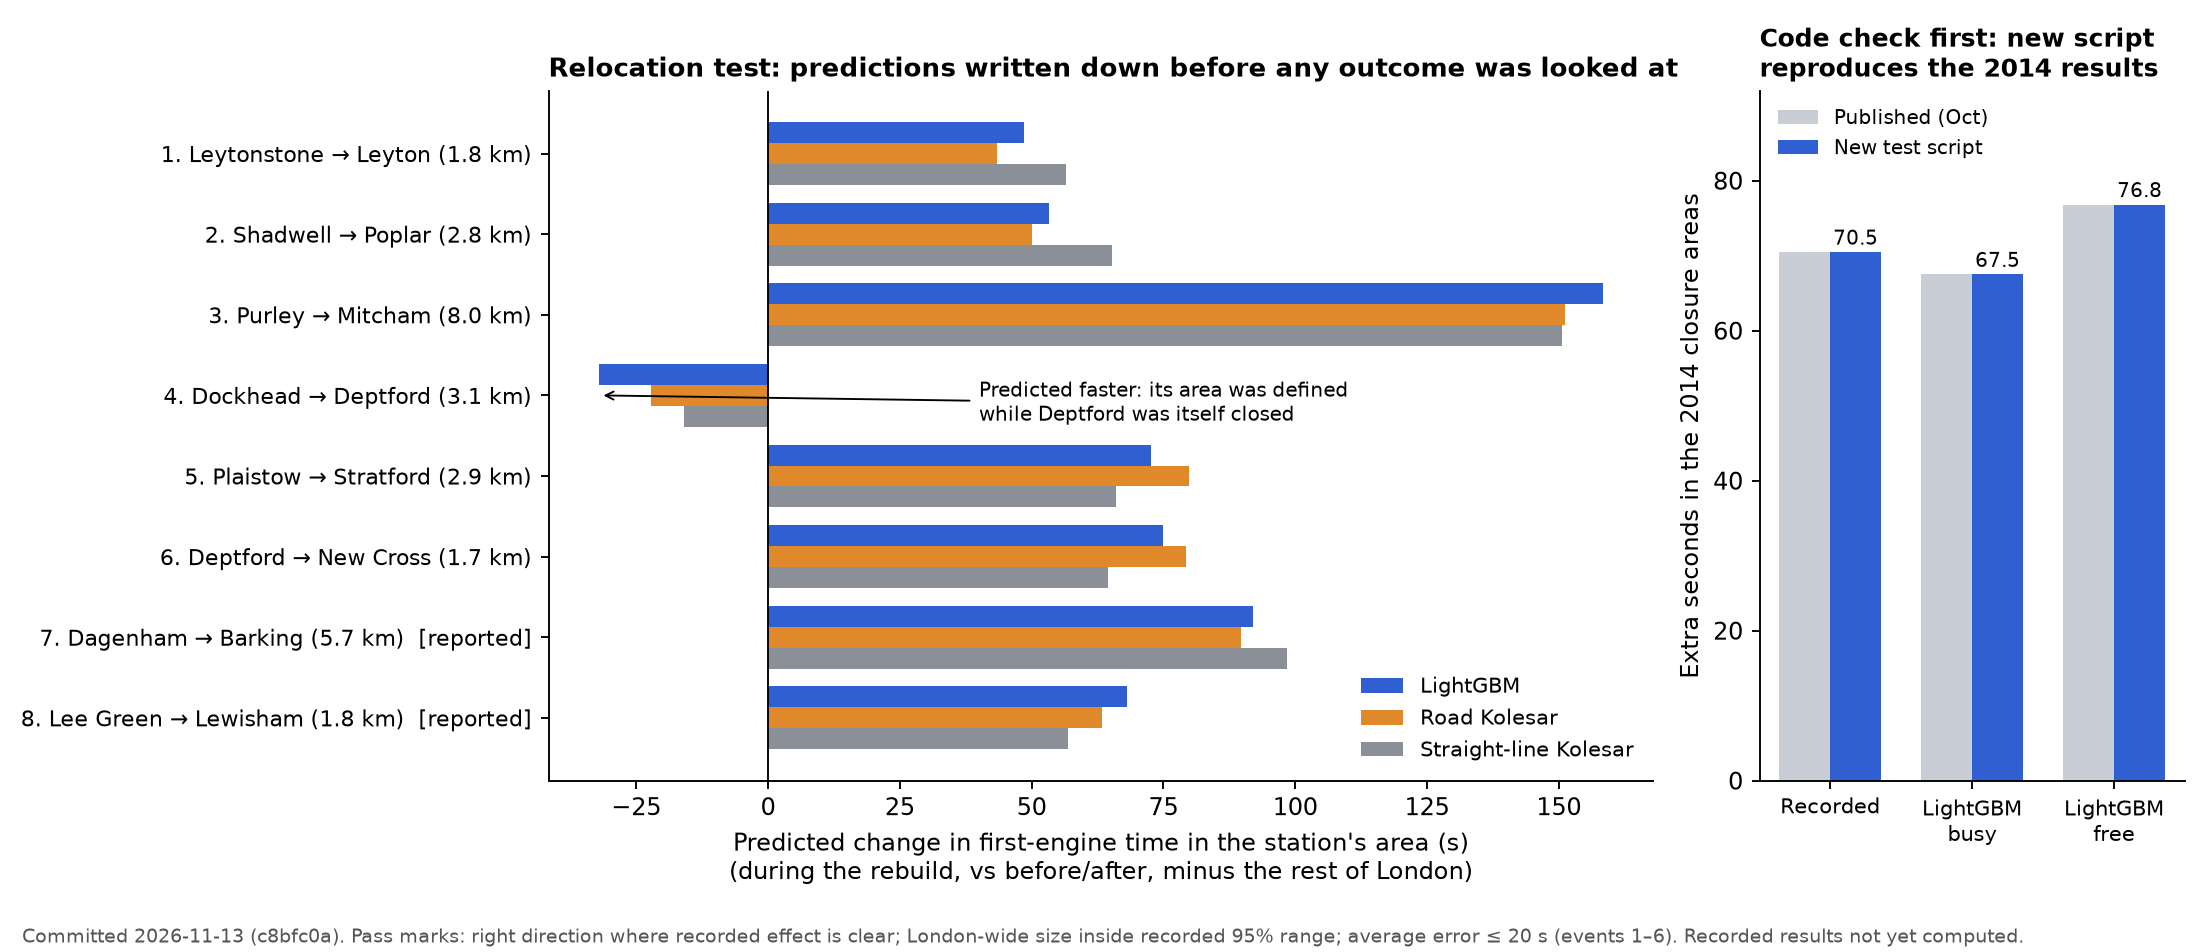 Relocation test: predictions written down before any outcome was looked at
1. Leytonstone → Leyton (1.8 km)
2. Shadwell → Poplar (2.8 km)
3. Purley → Mitcham (8.0 km)
4. Dockhead → Deptford (3.1 km)
5. Plaistow → Stratford (2.9 km)
6. Deptford → New Cross (1.7 km)
7. Dagenham → Barking (5.7 km)  [reported]
8. Lee Green → Lewisham (1.8 km)  [reported]
Predicted faster: its area was defined
while Deptford was itself closed
LightGBM
Road Kolesar
Straight-line Kolesar
−25 0 25 50 75 100 125 150
Predicted change in first-engine time in the station's area (s)
(during the rebuild, vs before/after, minus the rest of London)
Code check first: new script
reproduces the 2014 results
Published (Oct)
New test script
Extra seconds in the 2014 closure areas
80
60
40
20
0
70.5
67.5
76.8
Recorded
LightGBM
busy
LightGBM
free
Committed 2026-11-13 (c8bfc0a). Pass marks: right direction where recorded effect is clear; London-wide size inside recorded 95% range; average error ≤ 20 s (events 1–6). Recorded results not yet computed.